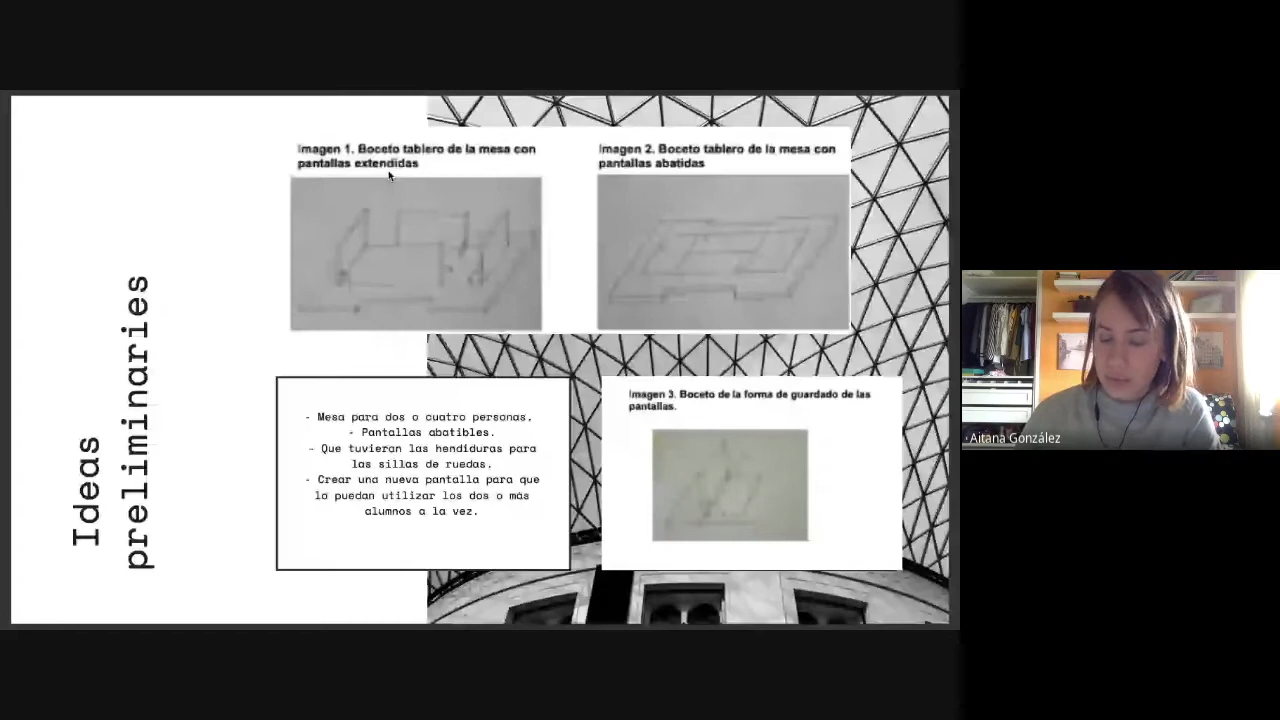 Ideas
preliminaries
Imagen 1. Boceto tablero de la mesa con
pantallas extendidas
Imagen 2. Boceto tablero de la mesa con
pantallas abatidas
- Mesa para dos o cuatro personas.
- Pantallas abatibles.
- Que tuvieran las hendiduras para
las sillas de ruedas.
- Crear una nueva pantalla para que
la puedan utilizar los dos o más
alumnos a la vez.
Imagen 3. Boceto de la forma de guardado de las
pantallas.
Aitana González